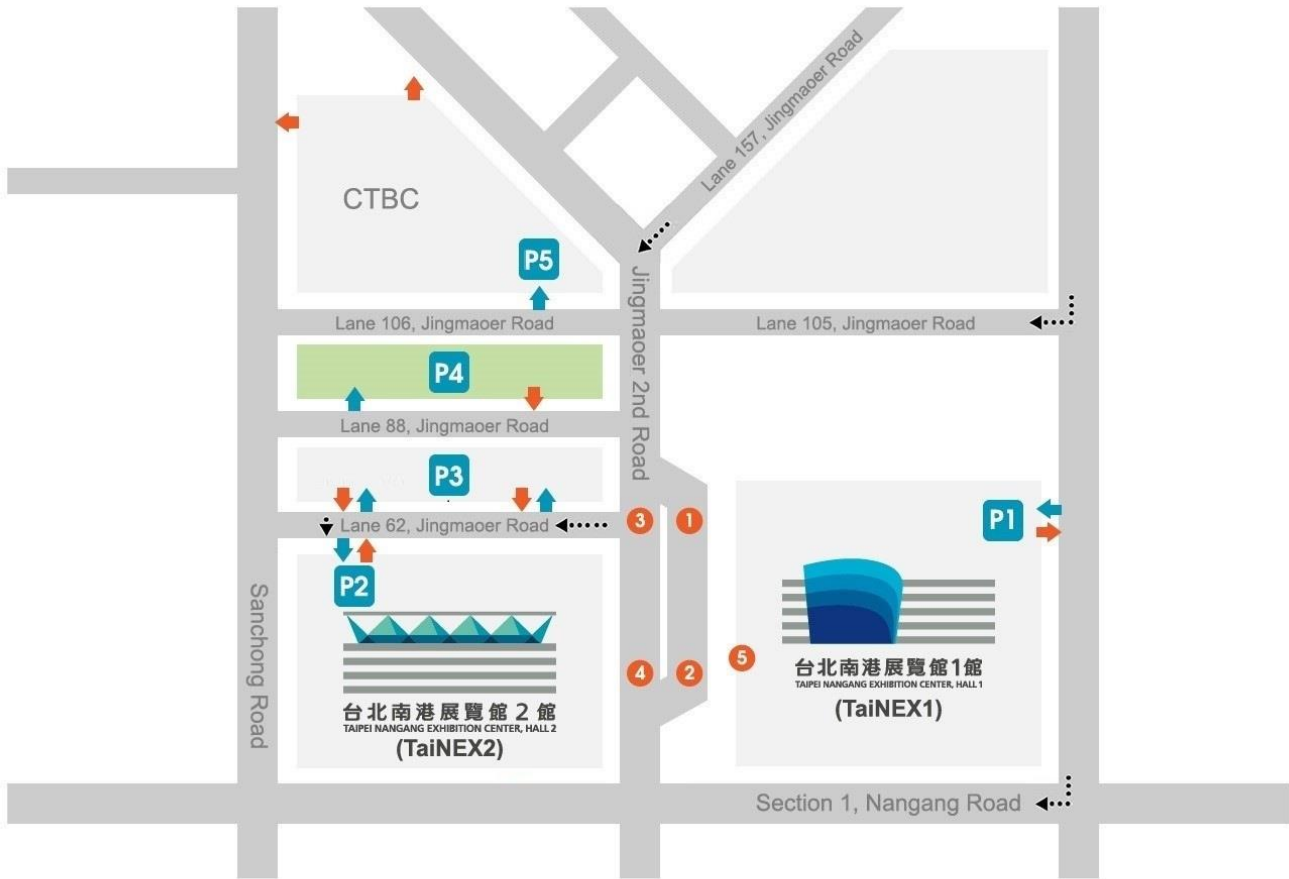 Lane 157, Jingmaoer Road
CTBC
P5
Jingmaoer 2nd Road
Lane 106, Jingmaoer Road
Lane 105, Jingmaoer Road
P4
Lane 88, Jingmaoer Road
P3
Lane 62, Jingmaoer Road
3
1
P1
P2
Sanchong Road
4
2
5
台北南港展覽館1館
TAIPEI NANGANG EXHIBITION CENTER, HALL 1
(TaiNEX1)
台北南港展覽館2館
TAIPEI NANGANG EXHIBITION CENTER, HALL 2
(TaiNEX2)
Section 1, Nangang Road